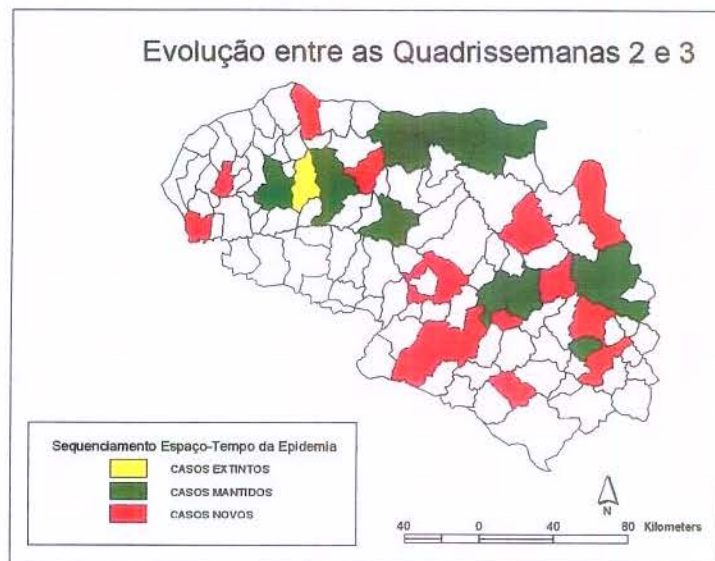 Evolução entre as Quadrissemanas 2 e 3
Sequenciamento Espaço-Tempo da Epidemia
CASOS EXTINTOS
CASOS MANTIDOS
CASOS NOVOS
N
40 0 40 80 Kilometers